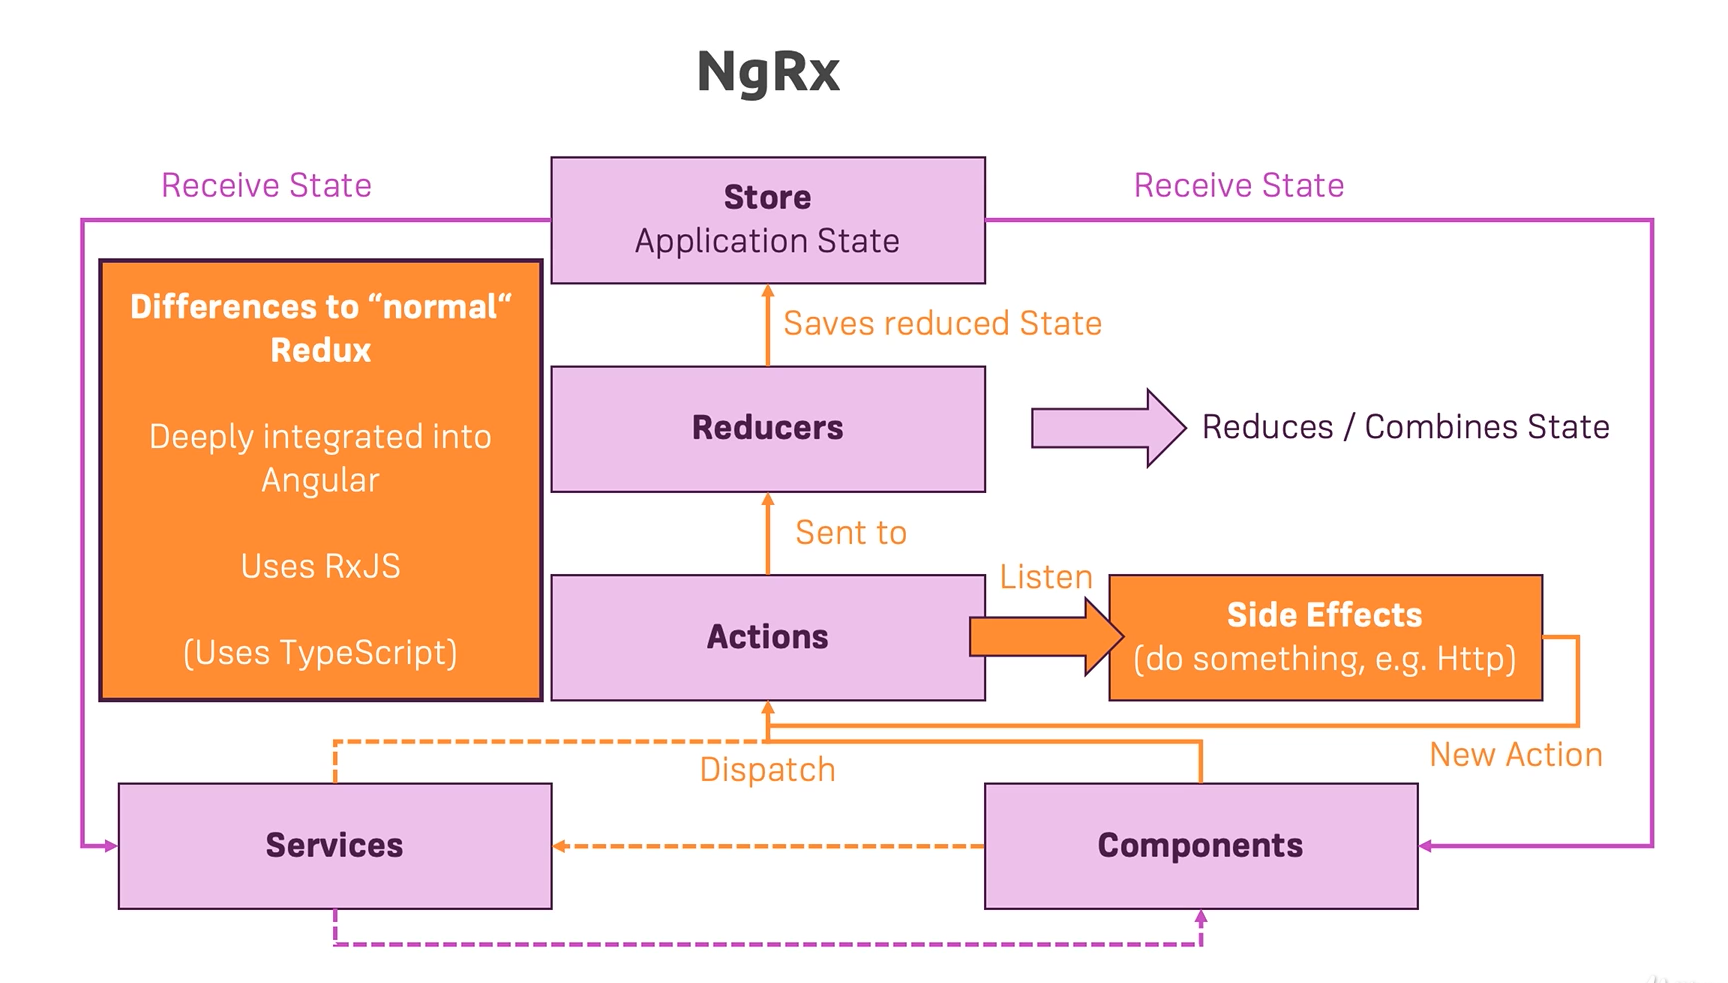 NgRx
Receive State
Store
Application State
Receive State
Differences to “normal“
Redux
Deeply integrated into
Angular
Uses RxJS
(Uses TypeScript)
Saves reduced State
Reducers
Reduces / Combines State
Sent to
Actions
Listen
Side Effects
(do something, e.g. Http)
Dispatch
New Action
Services
Components